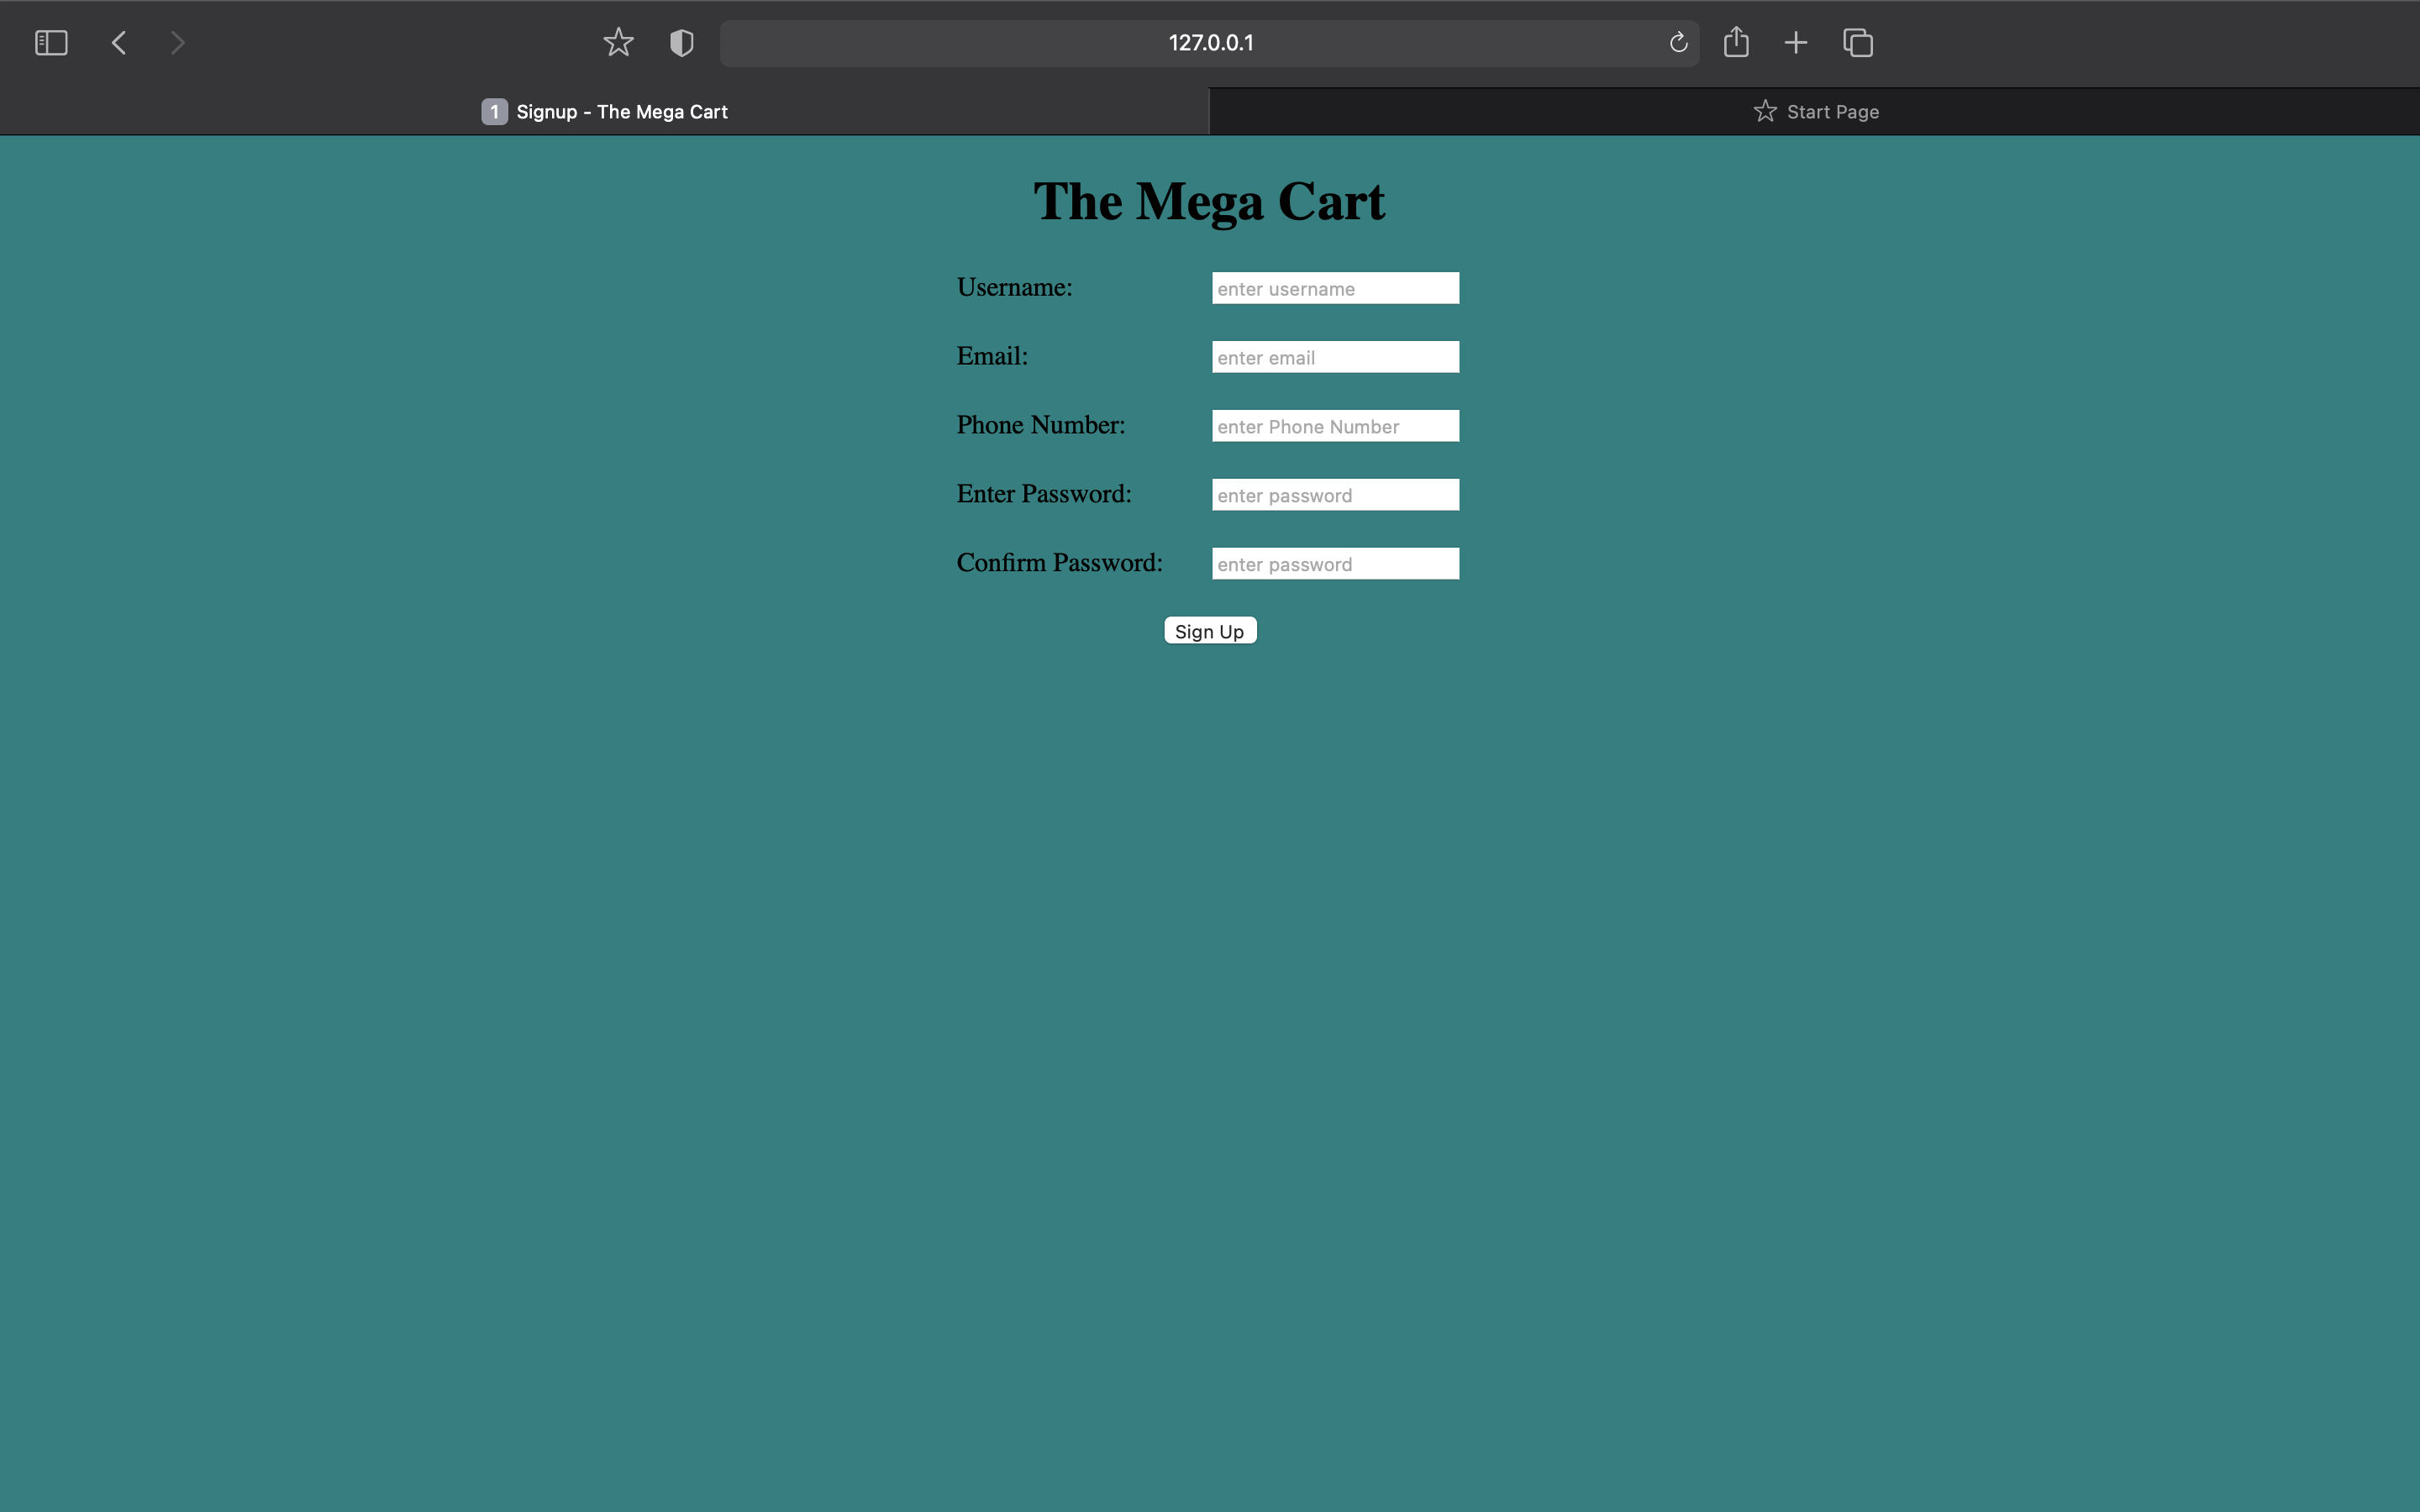 127.0.0.1
1 Signup - The Mega Cart
Start Page
The Mega Cart
Username: enter username
Email: enter email
Phone Number: enter Phone Number
Enter Password: enter password
Confirm Password: enter password
Sign Up